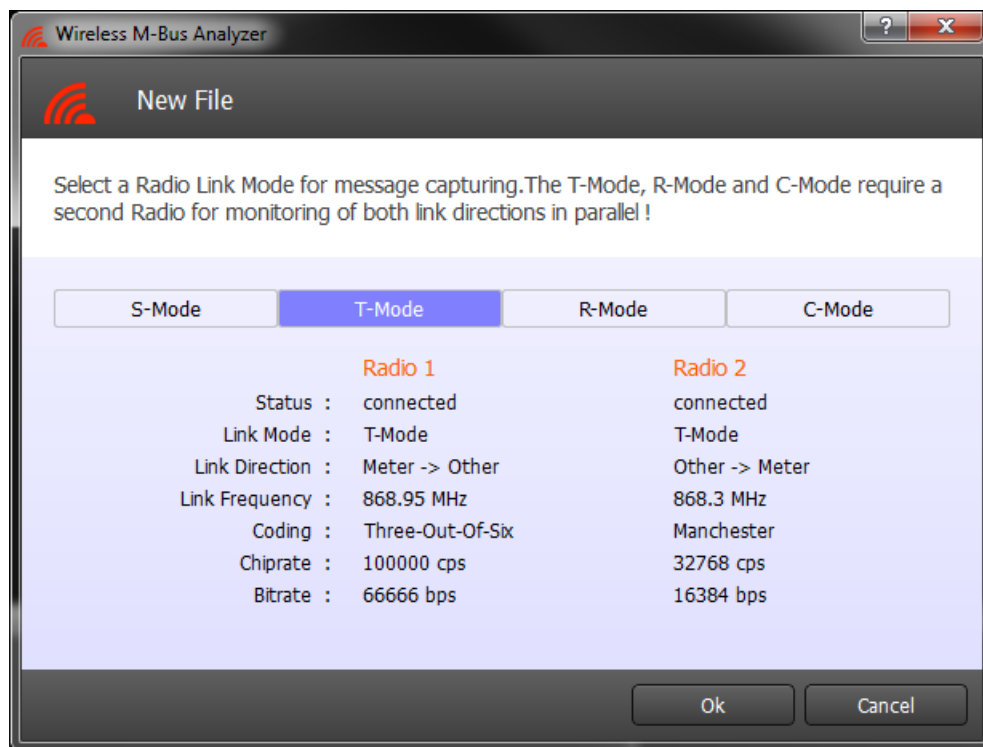 Wireless M-Bus Analyzer
? X
New File
Select a Radio Link Mode for message capturing.The T-Mode, R-Mode and C-Mode require a
second Radio for monitoring of both link directions in parallel !
S-Mode T-Mode R-Mode C-Mode
Radio 1 Radio 2
Status : connected connected
Link Mode : T-Mode T-Mode
Link Direction : Meter -> Other Other -> Meter
Link Frequency : 868.95 MHz 868.3 MHz
Coding : Three-Out-Of-Six Manchester
Chiprate : 100000 cps 32768 cps
Bitrate : 66666 bps 16384 bps
Ok Cancel